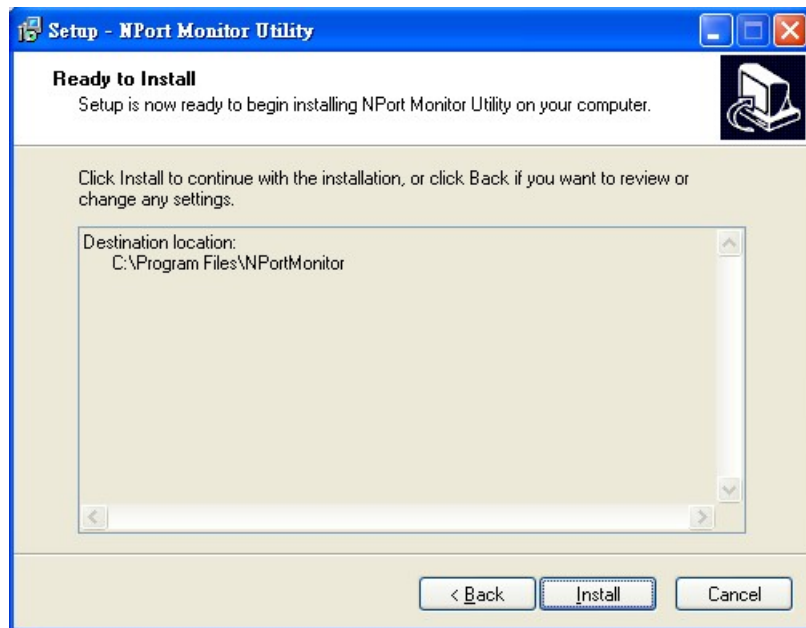 Setup - NPort Monitor Utility
Ready to Install
Setup is now ready to begin installing NPort Monitor Utility on your computer.
Click Install to continue with the installation, or click Back if you want to review or
change any settings.
Destination location:
C:\Program Files\NPortMonitor
< Back
Install
Cancel